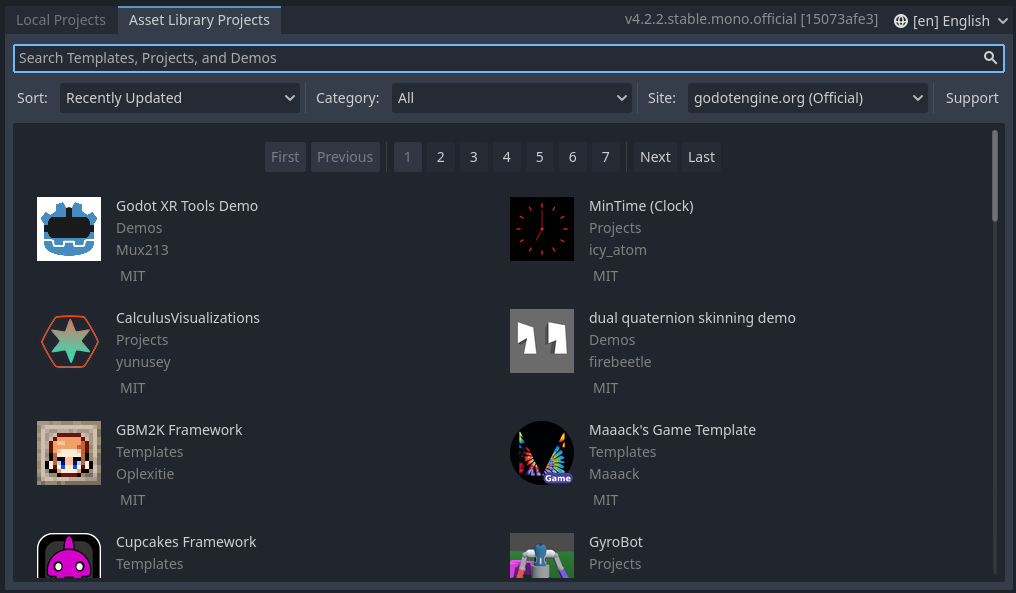 Local Projects Asset Library Projects v4.2.2.stable.mono.official [15073afe3] [en] English
Search Templates, Projects, and Demos
Sort: Recently Updated Category: All Site: godotengine.org (Official) Support
First Previous 1 2 3 4 5 6 7 Next Last
Godot XR Tools Demo
Demos
Mux213
MIT
MinTime (Clock)
Projects
icy_atom
MIT
CalculusVisualizations
Projects
yunusey
MIT
dual quaternion skinning demo
Demos
firebeetle
MIT
GBM2K Framework
Templates
Oplexitie
MIT
Game
Maaack's Game Template
Templates
Maaack
MIT
Cupcakes Framework
Templates
GyroBot
Projects